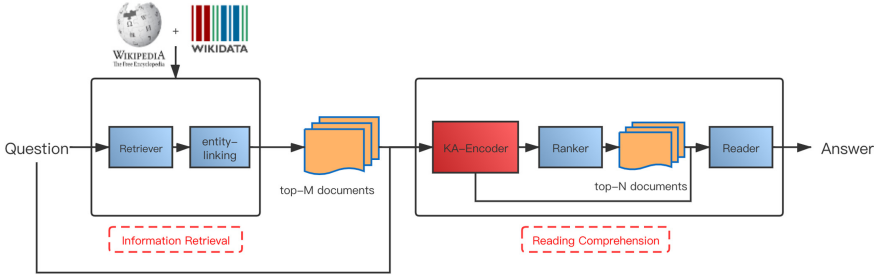 WIKIPEDIA
The Free Encyclopedia
+
WIKIDATA
Question
Retriever
entity-
linking
top-M documents
KA-Encoder
Ranker
top-N documents
Reader
Answer
Information Retrieval
Reading Comprehension